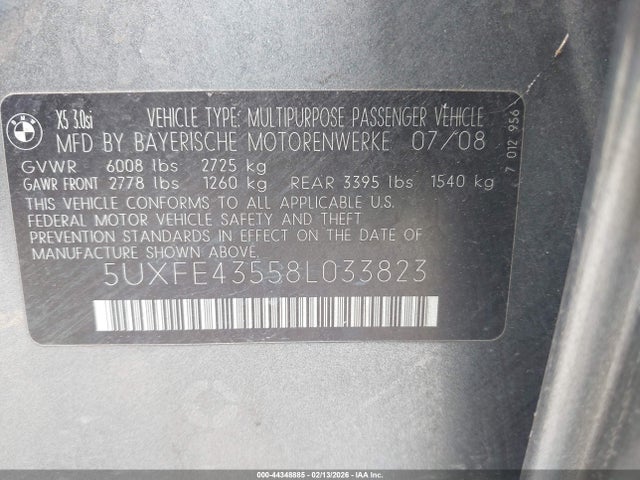 BMW
X5 3.0si
VEHICLE TYPE: MULTIPURPOSE PASSENGER VEHICLE
MFD BY BAYERISCHE MOTORENWERKE 07/08
GVWR 6008 lbs 2725 kg
GAWR FRONT 2778 lbs 1260 kg REAR 3395 lbs 1540 kg
THIS VEHICLE CONFORMS TO ALL APPLICABLE U.S.
FEDERAL MOTOR VEHICLE SAFETY AND THEFT
PREVENTION STANDARDS IN EFFECT ON THE DATE OF
MANUFACTURE SHOWN ABOVE.
5UXFE43558L033823
7 012 956
000-44348885 - 02/13/2026 - IAA Inc.